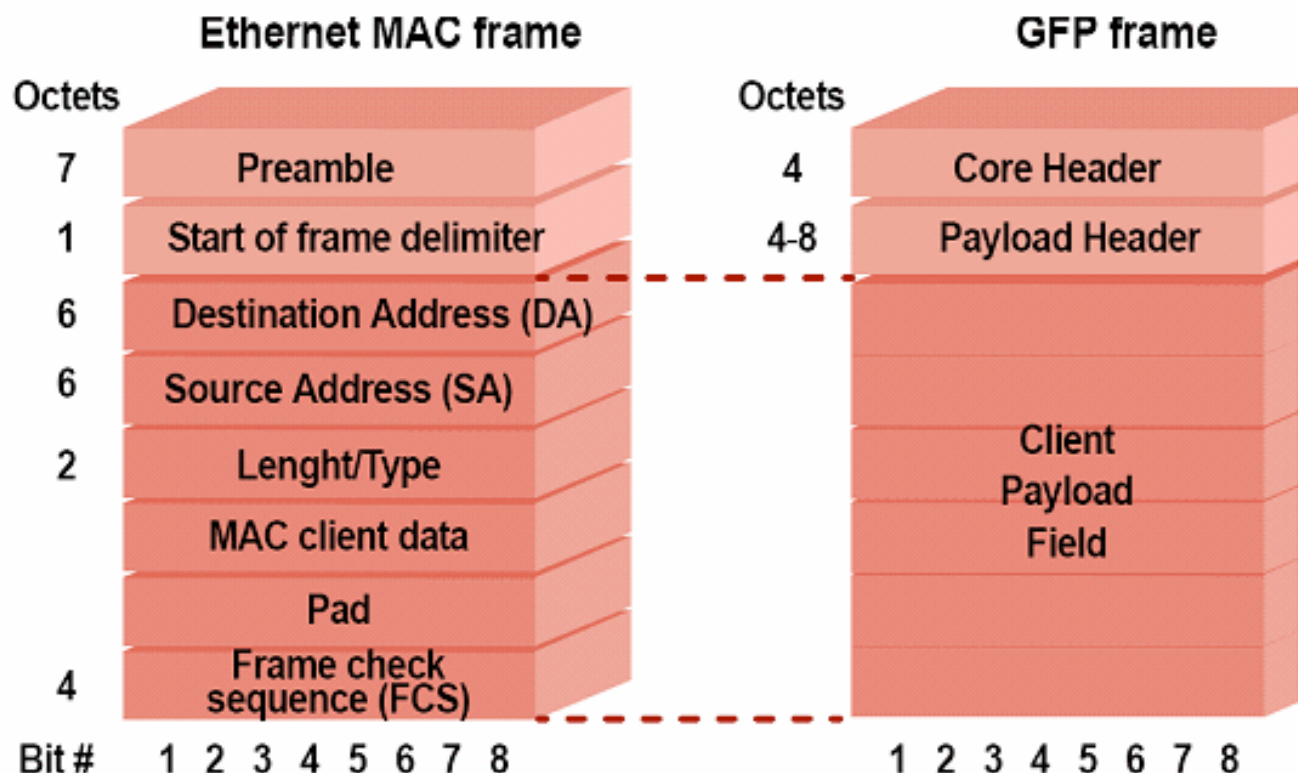 Ethernet MAC frame
GFP frame
Octets
Octets
7 Preamble
4 Core Header
1 Start of frame delimiter
4-8 Payload Header
6 Destination Address (DA)
6 Source Address (SA)
2 Lenght/Type
MAC client data
Pad
4 Frame check
sequence (FCS)
Client
Payload
Field
Bit # 1 2 3 4 5 6 7 8
1 2 3 4 5 6 7 8